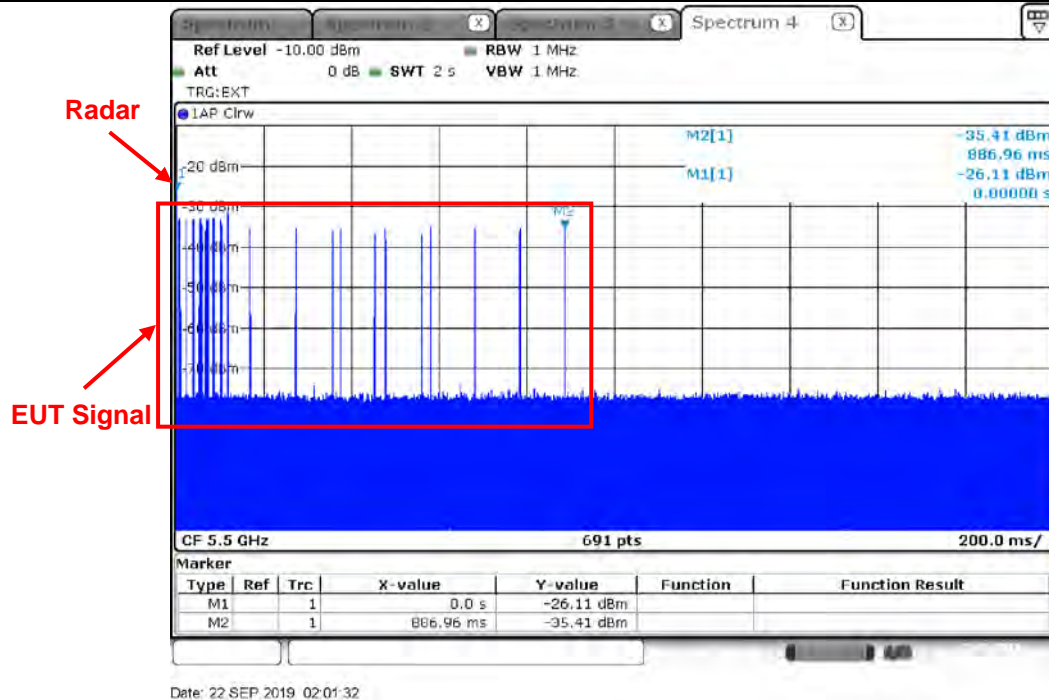 Spectrum 4
Ref Level -10.00 dBm RBW 1 MHz
Att 0 dB SWT 2 s VBW 1 MHz
TRG:EXT
1AP Clrw
Radar
M2[1] -35.41 dBm
886.96 ms
M1[1] -26.11 dBm
0.00000 s
-20 dBm
-30 dBm
M2
-40 dBm
-50 dBm
-60 dBm
-70 dBm
EUT Signal
CF 5.5 GHz 691 pts 200.0 ms/
Marker
Type Ref Trc X-value Y-value Function Function Result
M1 1 0.0 s -26.11 dBm
M2 1 886.96 ms -35.41 dBm
Date: 22 SEP 2019 02:01:32